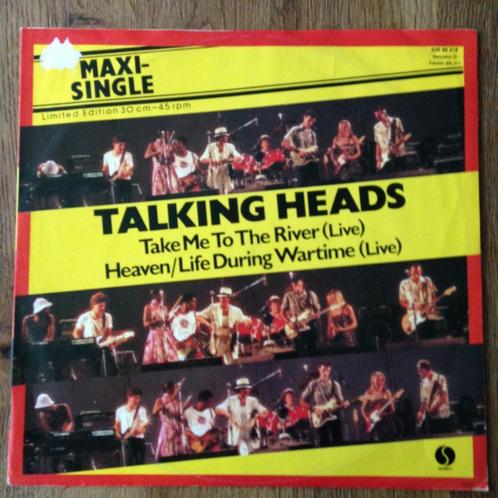 MAXI-
SINGLE
Limited Edition 30 cm-45 rpm
TALKING HEADS
Take Me To The River (Live)
Heaven/Life During Wartime (Live)